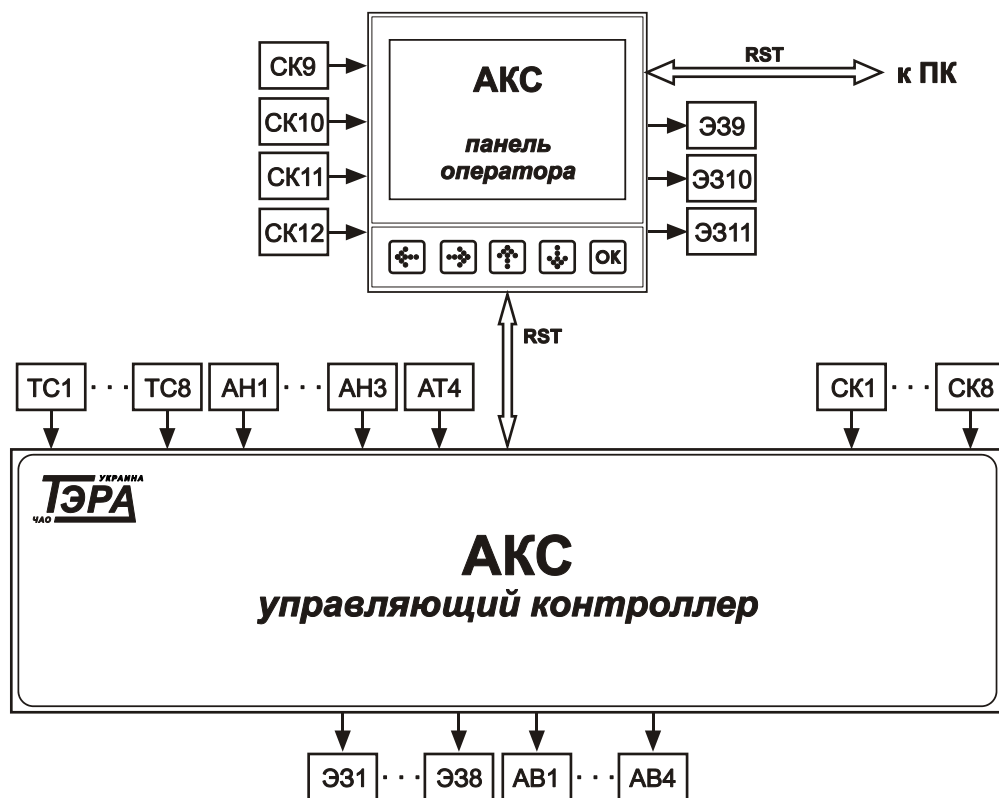 СК9
СК10
СК11
СК12
АКС
панель
оператора
ОК
RST
к ПК
ЭЗ9
ЭЗ10
ЭЗ11
RST
ТС1 · · · ТС8 АН1 · · · АН3 АТ4
СК1 · · · СК8
УКРАИНА
ТЭРА
ЧАО
АКС
управляющий контроллер
ЭЗ1 · · · ЭЗ8 АВ1 · · · АВ4